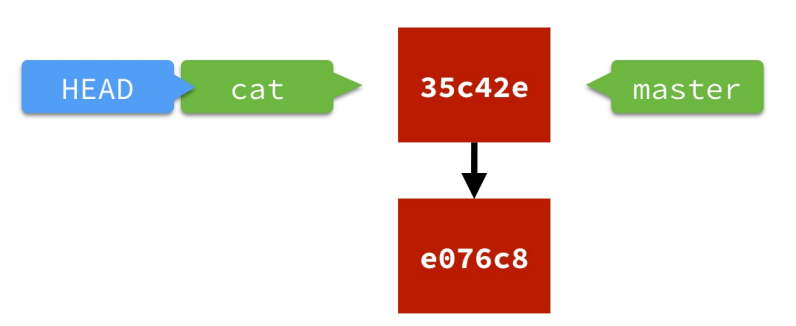 HEAD
cat
35c42e
master
e076c8